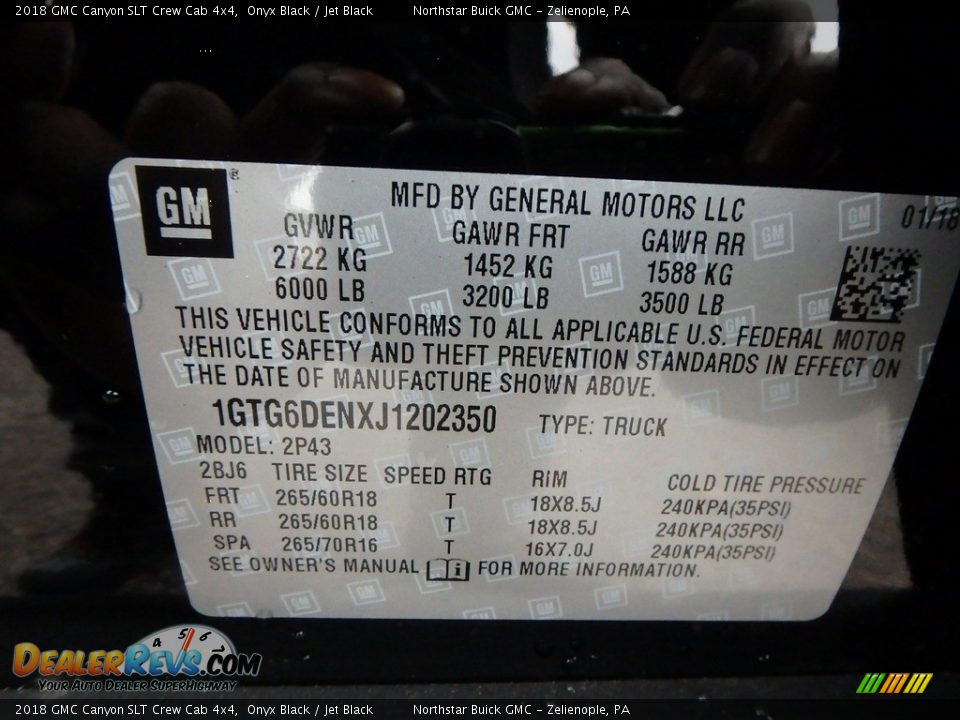 2018 GMC Canyon SLT Crew Cab 4x4,  Onyx Black / Jet Black        Northstar Buick GMC - Zelienople, PA
GM ®
MFD BY GENERAL MOTORS LLC
01/18
GVWR GAWR FRT GAWR RR
2722 KG 1452 KG 1588 KG
6000 LB 3200 LB 3500 LB
THIS VEHICLE CONFORMS TO ALL APPLICABLE U.S. FEDERAL MOTOR
VEHICLE SAFETY AND THEFT PREVENTION STANDARDS IN EFFECT ON
THE DATE OF MANUFACTURE SHOWN ABOVE.
1GTG6DENXJ1202350 TYPE: TRUCK
MODEL: 2P43
2BJ6 TIRE SIZE SPEED RTG RIM COLD TIRE PRESSURE
FRT 265/60R18 T 18X8.5J 240KPA(35PSI)
RR 265/60R18 T 18X8.5J 240KPA(35PSI)
SPA 265/70R16 T 16X7.0J 240KPA(35PSI)
SEE OWNER'S MANUAL i FOR MORE INFORMATION.
4 5 6
DEALERREVS.COM
YOUR AUTO DEALER SUPERHIGHWAY
2018 GMC Canyon SLT Crew Cab 4x4,  Onyx Black / Jet Black        Northstar Buick GMC - Zelienople, PA